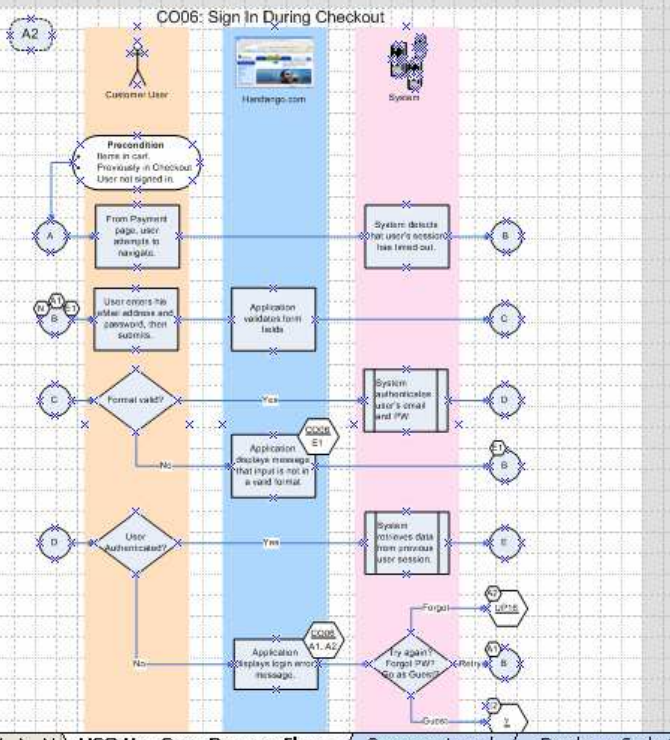 CO06: Sign In During Checkout
A2
Customer User
Handango.com
System
Precondition
Items in cart.
Previously in Checkout
User not signed in.
A
From Payment
page, user
attempts to
navigate.
System detects
that user's session
has timed out.
B
N
A1
E1
B
User enters his
eMail address and
password, then
submits.
Application
validates form
fields
C
C
Format valid?
Yes
System
authenticates
user's email
and PW
D
No
Application
displays message
that input is not in
a valid format
CO06
E1
E1
B
D
User
Authenticated?
Yes
System
retrieves data
from previous
user session.
E
No
Application
displays login error
message.
CO06
A1, A2
Try again?
Forgot PW?
Go as Guest?
Forgot
A2
UP16
Retry
A1
B
Guest